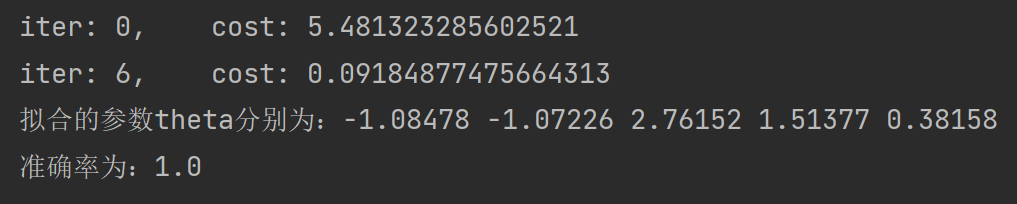 iter: 0,    cost: 5.481323285602521
iter: 6,    cost: 0.09184877475664313
拟合的参数theta分别为：-1.08478 -1.07226 2.76152 1.51377 0.38158
准确率为：1.0